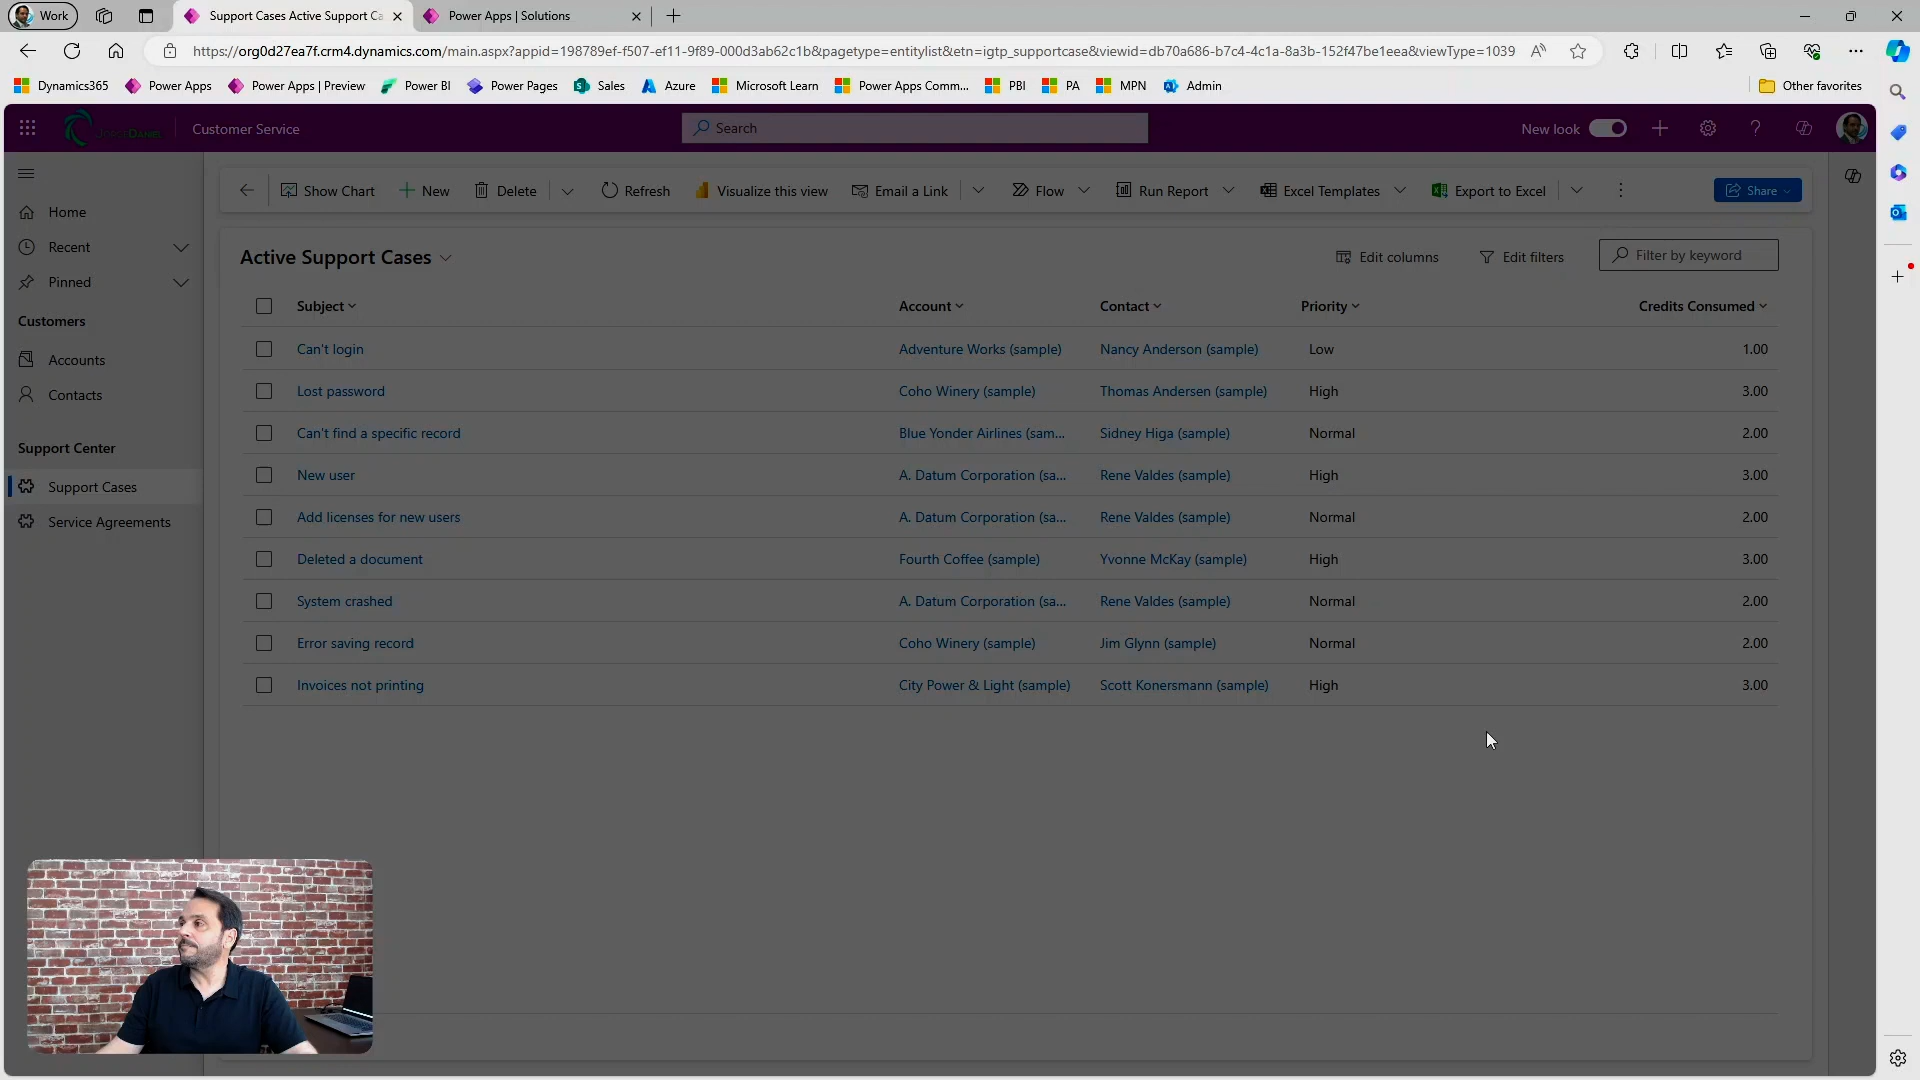 Work
Support Cases Active Support Ca
Power Apps | Solutions
https://org0d27ea7f.crm4.dynamics.com/main.aspx?appid=198789ef-f507-ef11-9f89-000d3ab62c1b&pagetype=entitylist&etn=igtp_supportcase&viewid=db70a686-b7c4-4c1a-8a3b-152f47be1eea&viewType=1039
Dynamics365
Power Apps
Power Apps | Preview
Power BI
Power Pages
Sales
Azure
Microsoft Learn
Power Apps Comm...
PBI
PA
MPN
Admin
Other favorites
Customer Service
Search
New look
Show Chart
New
Delete
Refresh
Visualize this view
Email a Link
Flow
Run Report
Excel Templates
Export to Excel
Share
Home
Recent
Pinned
Customers
Accounts
Contacts
Support Center
Support Cases
Service Agreements
Active Support Cases
Edit columns
Edit filters
Filter by keyword
Subject Account Contact Priority Credits Consumed
Can't login Adventure Works (sample) Nancy Anderson (sample) Low 1.00
Lost password Coho Winery (sample) Thomas Andersen (sample) High 3.00
Can't find a specific record Blue Yonder Airlines (sam... Sidney Higa (sample) Normal 2.00
New user A. Datum Corporation (sa... Rene Valdes (sample) High 3.00
Add licenses for new users A. Datum Corporation (sa... Rene Valdes (sample) Normal 2.00
Deleted a document Fourth Coffee (sample) Yvonne McKay (sample) High 3.00
System crashed A. Datum Corporation (sa... Rene Valdes (sample) Normal 2.00
Error saving record Coho Winery (sample) Jim Glynn (sample) Normal 2.00
Invoices not printing City Power & Light (sample) Scott Konersmann (sample) High 3.00